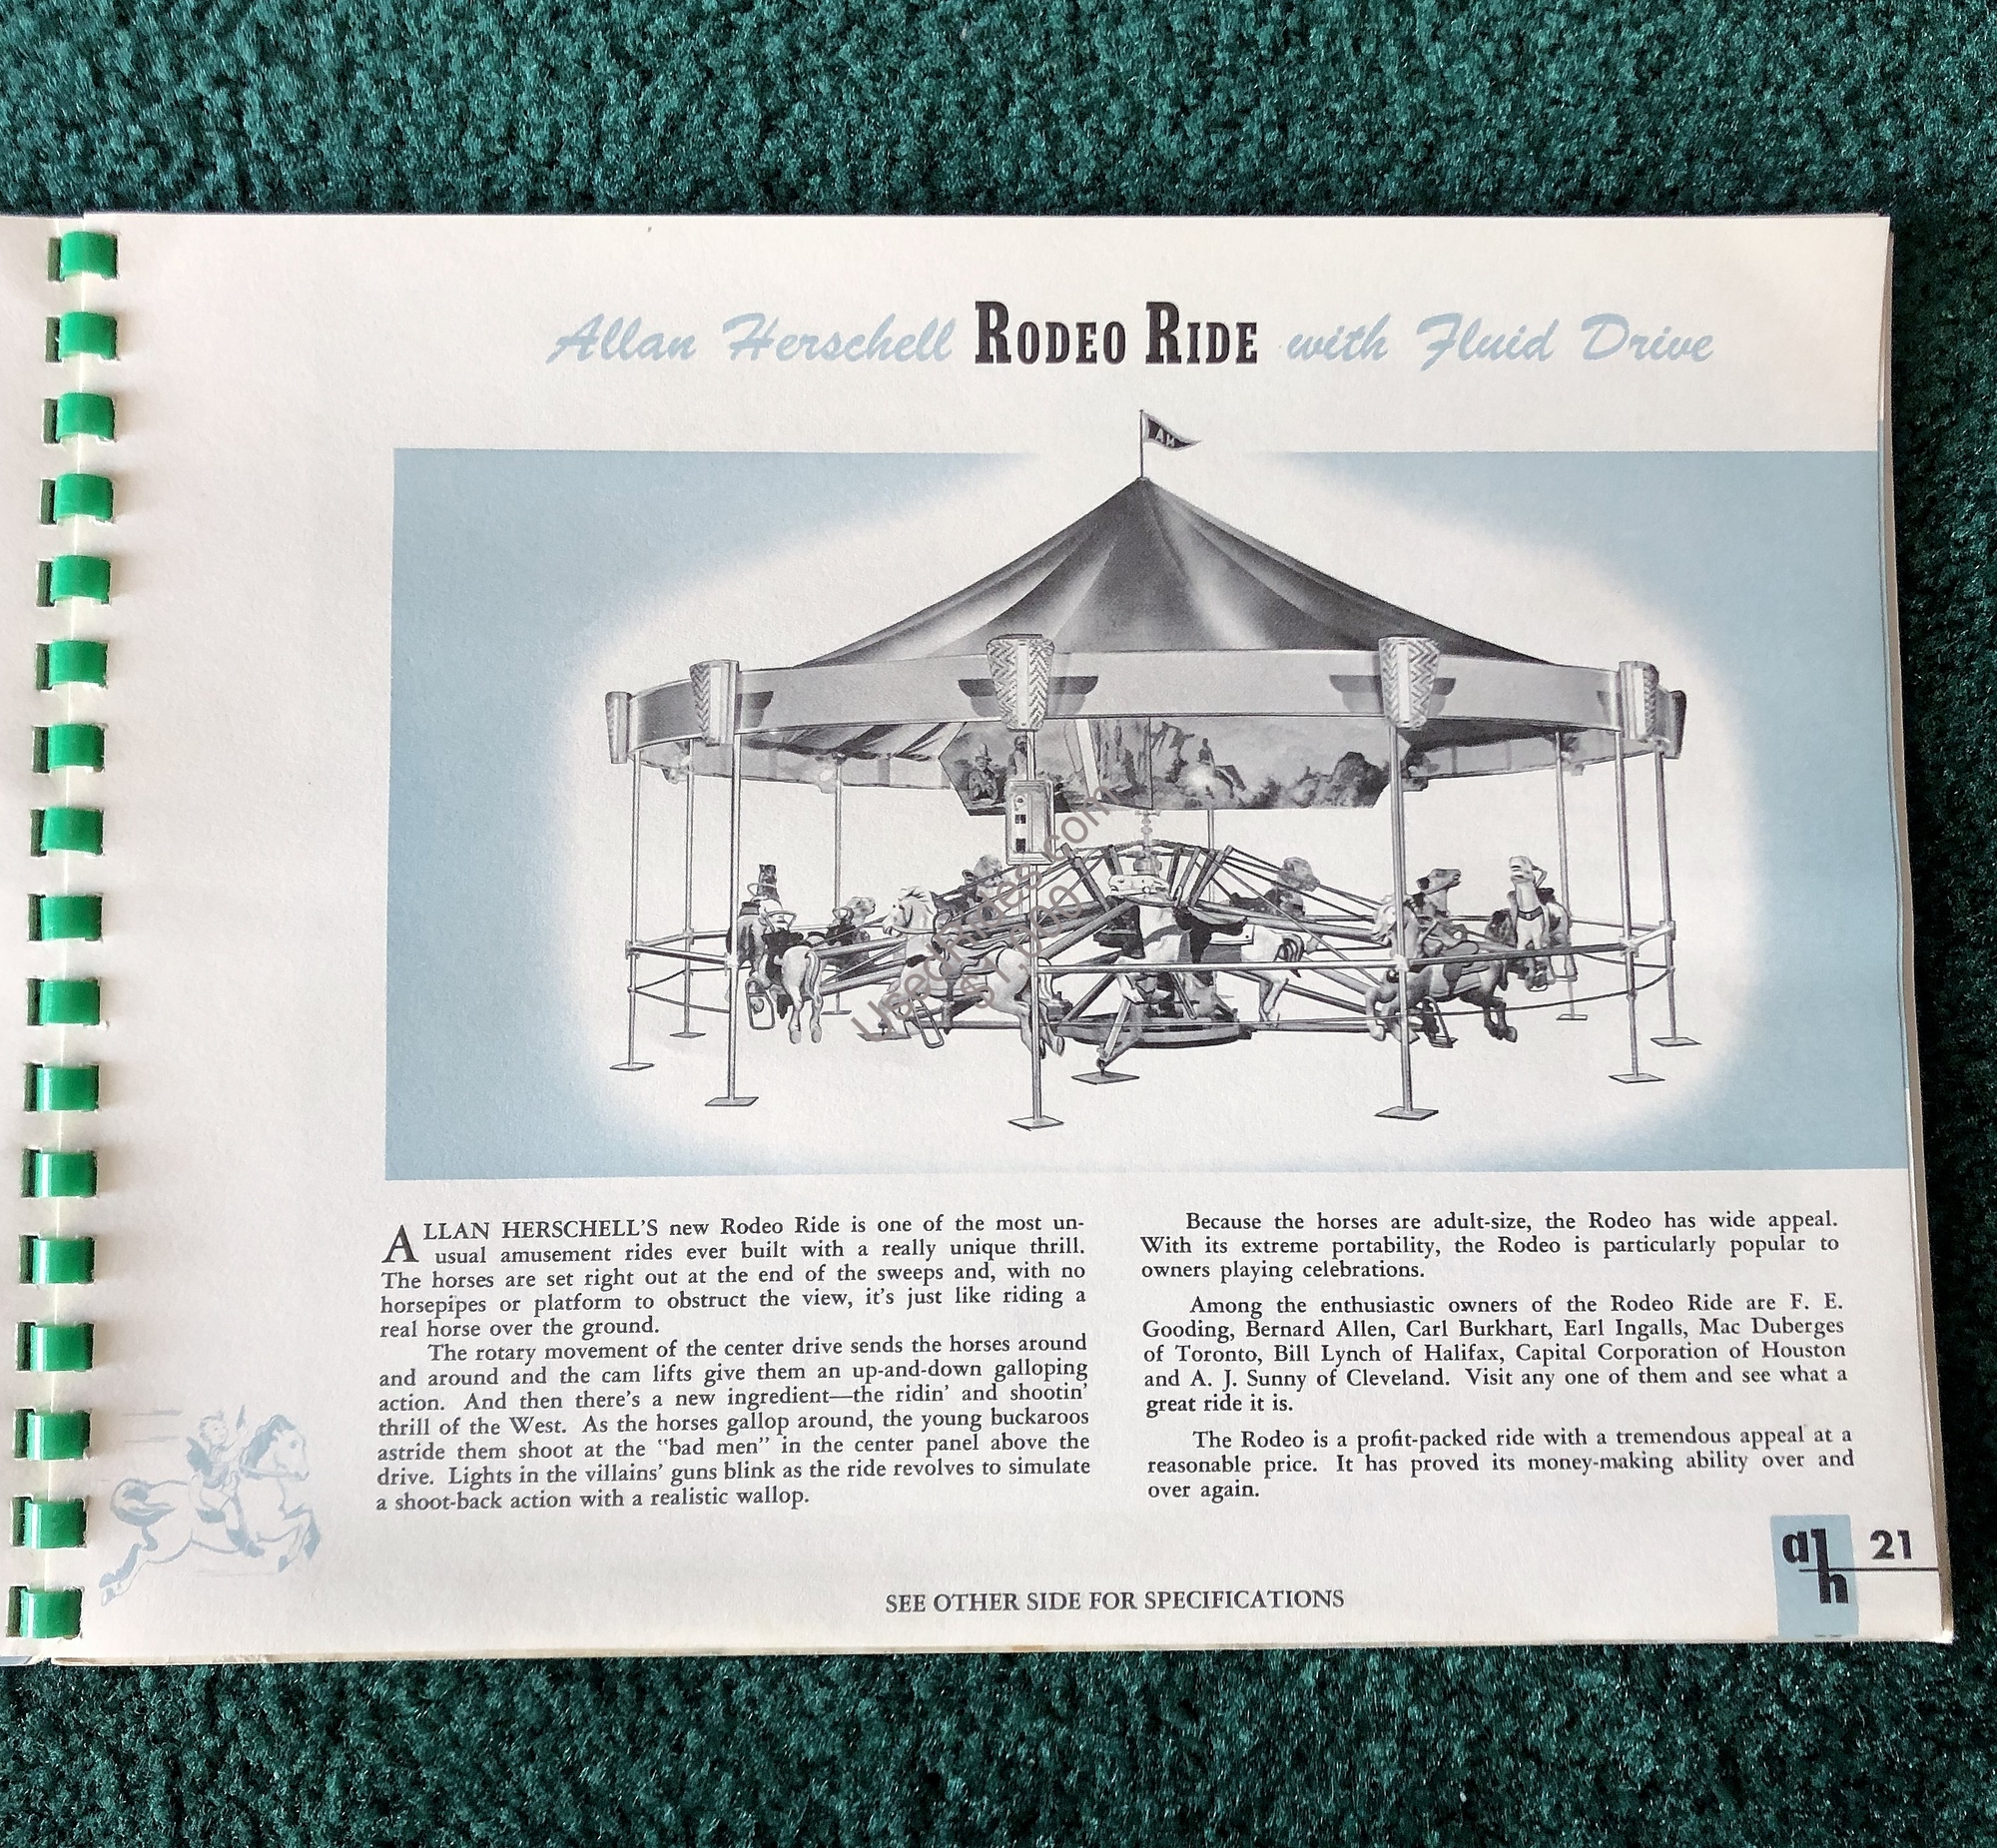 Allan Herschell RODEO RIDE with Fluid Drive
AH
UsedRides.com
$1,000
ALLAN HERSCHELL'S new Rodeo Ride is one of the most un-
usual amusement rides ever built with a really unique thrill.
The horses are set right out at the end of the sweeps and, with no
horsepipes or platform to obstruct the view, it's just like riding a
real horse over the ground.
The rotary movement of the center drive sends the horses around
and around and the cam lifts give them an up-and-down galloping
action. And then there's a new ingredient—the ridin' and shootin'
thrill of the West. As the horses gallop around, the young buckaroos
astride them shoot at the "bad men" in the center panel above the
drive. Lights in the villains' guns blink as the ride revolves to simulate
a shoot-back action with a realistic wallop.
Because the horses are adult-size, the Rodeo has wide appeal.
With its extreme portability, the Rodeo is particularly popular to
owners playing celebrations.
Among the enthusiastic owners of the Rodeo Ride are F. E.
Gooding, Bernard Allen, Carl Burkhart, Earl Ingalls, Mac Duberges
of Toronto, Bill Lynch of Halifax, Capital Corporation of Houston
and A. J. Sunny of Cleveland. Visit any one of them and see what a
great ride it is.
The Rodeo is a profit-packed ride with a tremendous appeal at a
reasonable price. It has proved its money-making ability over and
over again.
SEE OTHER SIDE FOR SPECIFICATIONS
ah 21